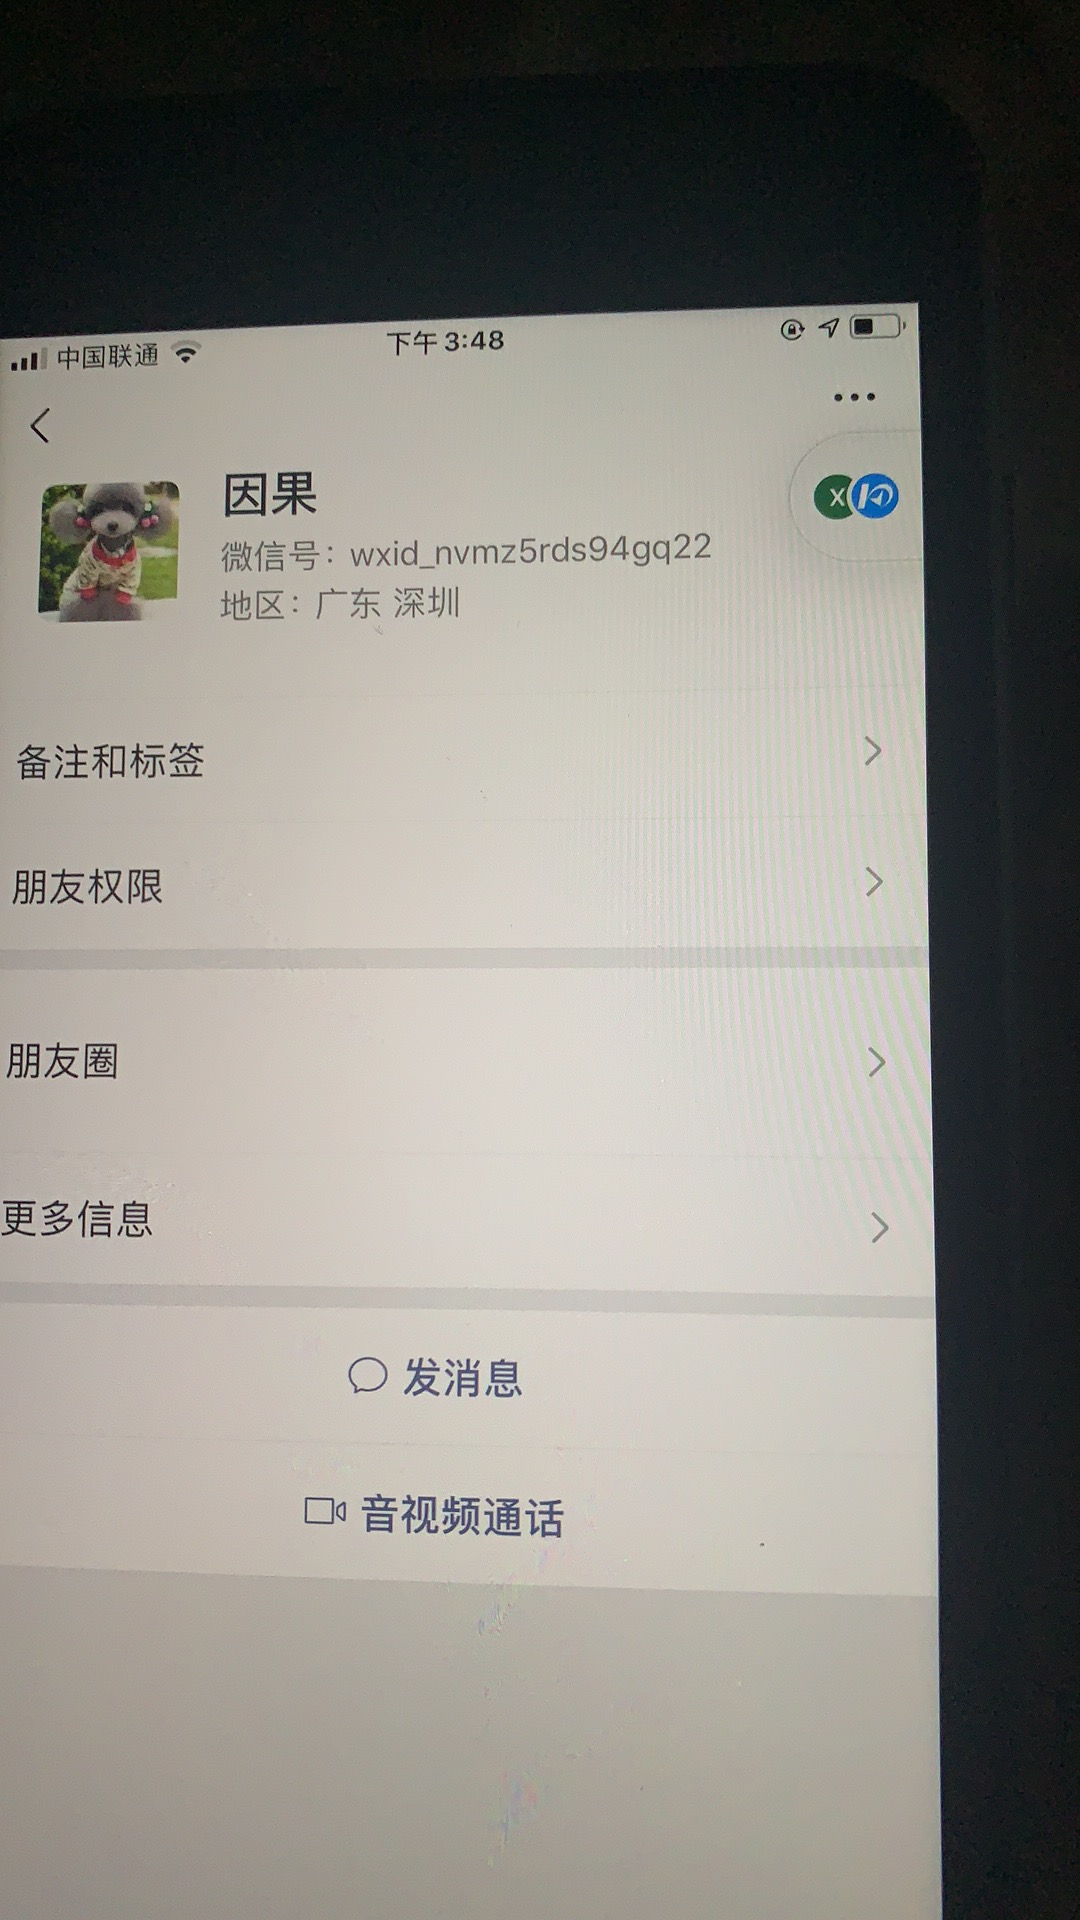 中国联通
下午 3:48
因果
X
微信号：wxid_nvmz5rds94gq22
地区：广东 深圳
备注和标签
朋友权限
朋友圈
更多信息
发消息
音视频通话